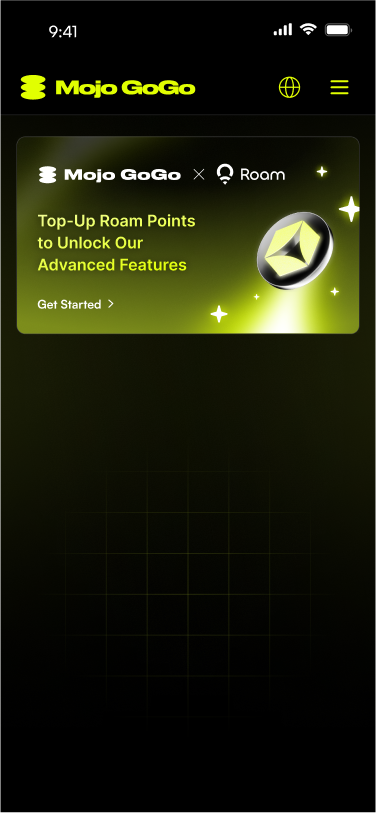 9:41
Mojo GoGo
Mojo GoGo × Roam
Top-Up Roam Points
to Unlock Our
Advanced Features
Get Started >